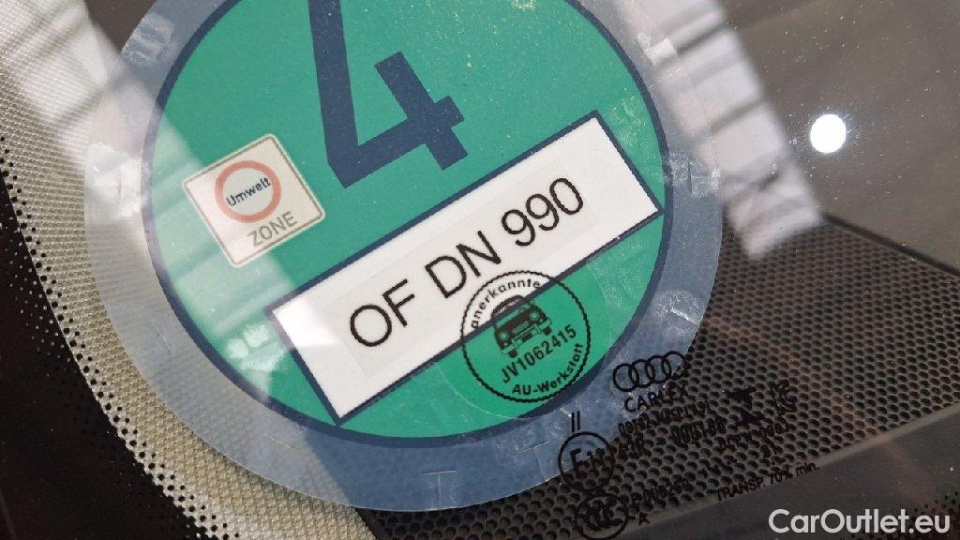 4
Umwelt
ZONE
OF DN 990
anerkannte
JV1062415
AU-Werkstatt
CARLEX
TRANSP 70% min.
CarOutlet.eu